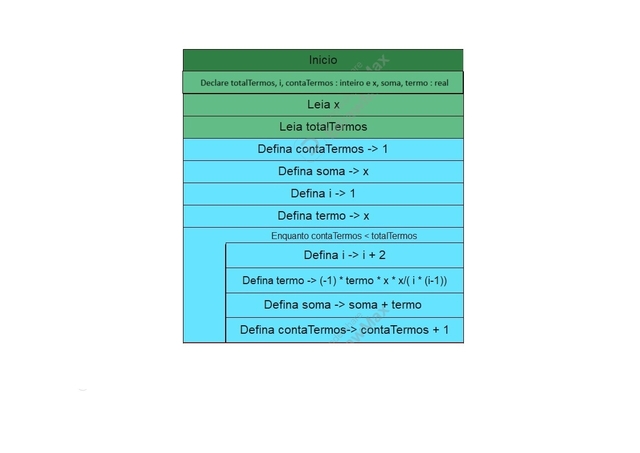 Inicio
Declare totalTermos, i, contaTermos : inteiro e x, soma, termo : real
Leia x
Leia totalTermos
Defina contaTermos -> 1
Defina soma -> x
Defina i -> 1
Defina termo -> x
Enquanto contaTermos < totalTermos
Defina i -> i + 2
Defina termo -> (-1) * termo * x * x/( i * (i-1))
Defina soma -> soma + termo
Defina contaTermos-> contaTermos + 1